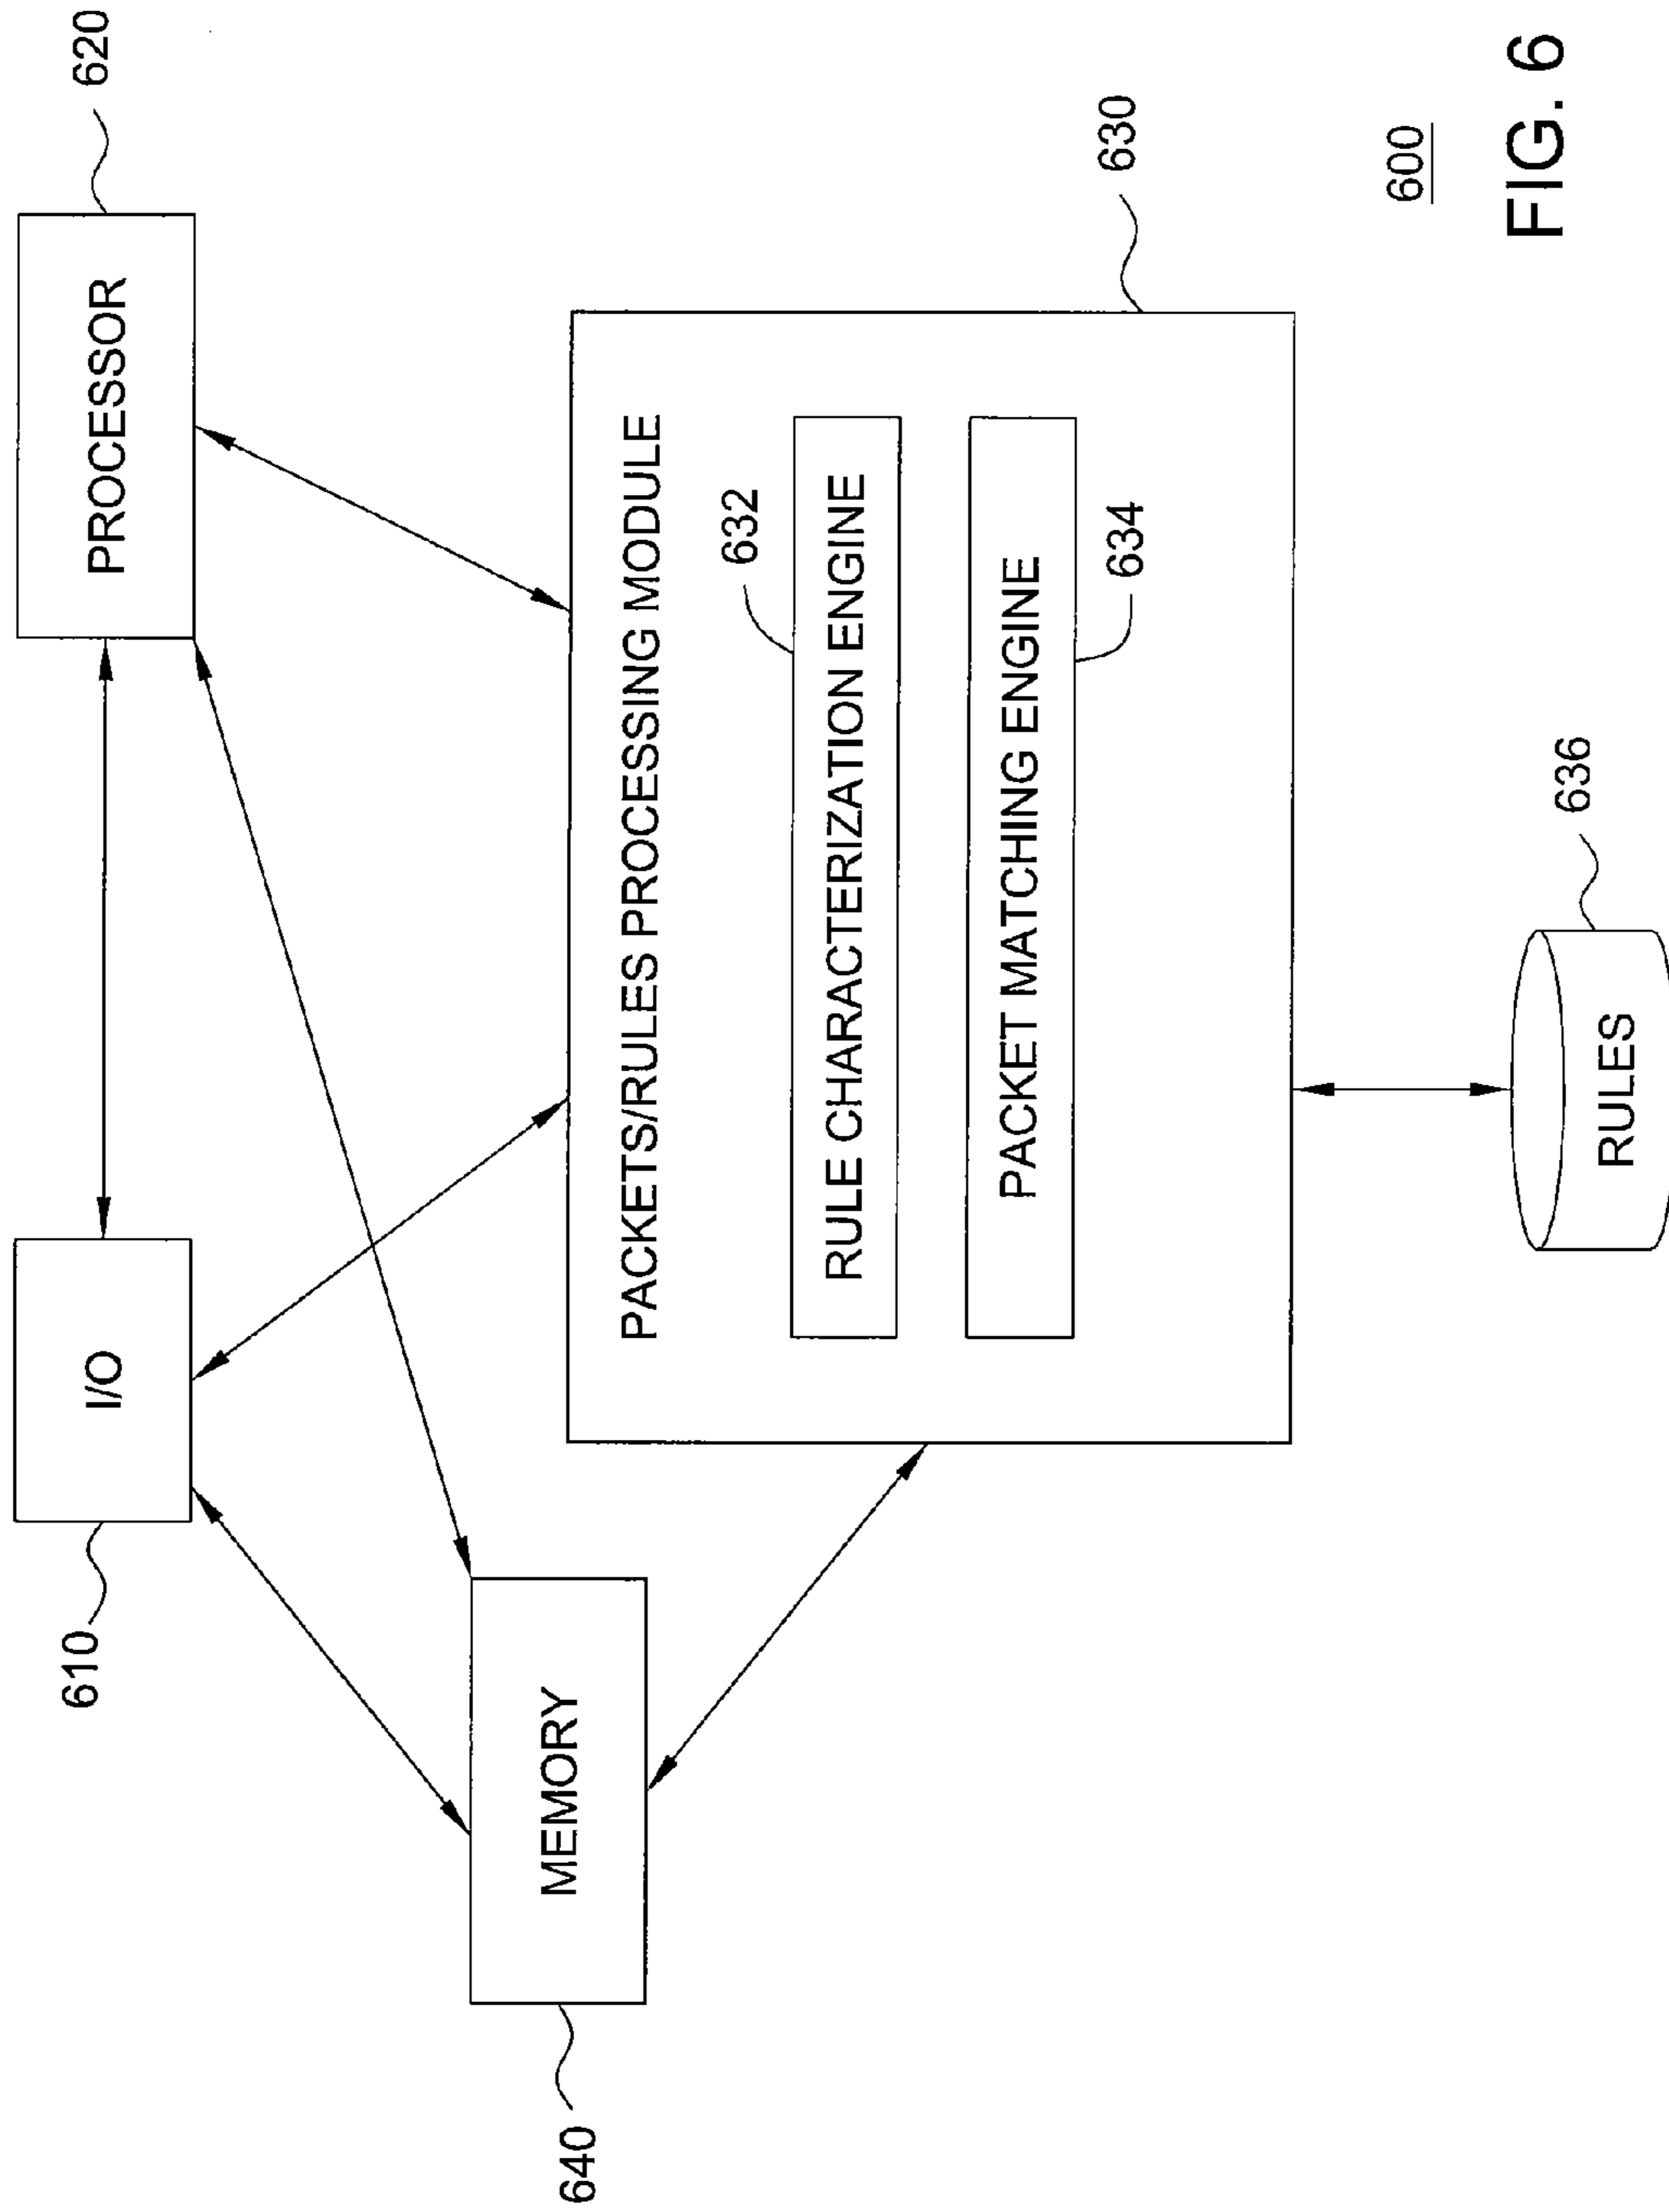 610
I/O
PROCESSOR
620
640
MEMORY
PACKETS/RULES PROCESSING MODULE
632
RULE CHARACTERIZATION ENGINE
PACKET MATCHING ENGINE
634
630
RULES
636
600
FIG. 6